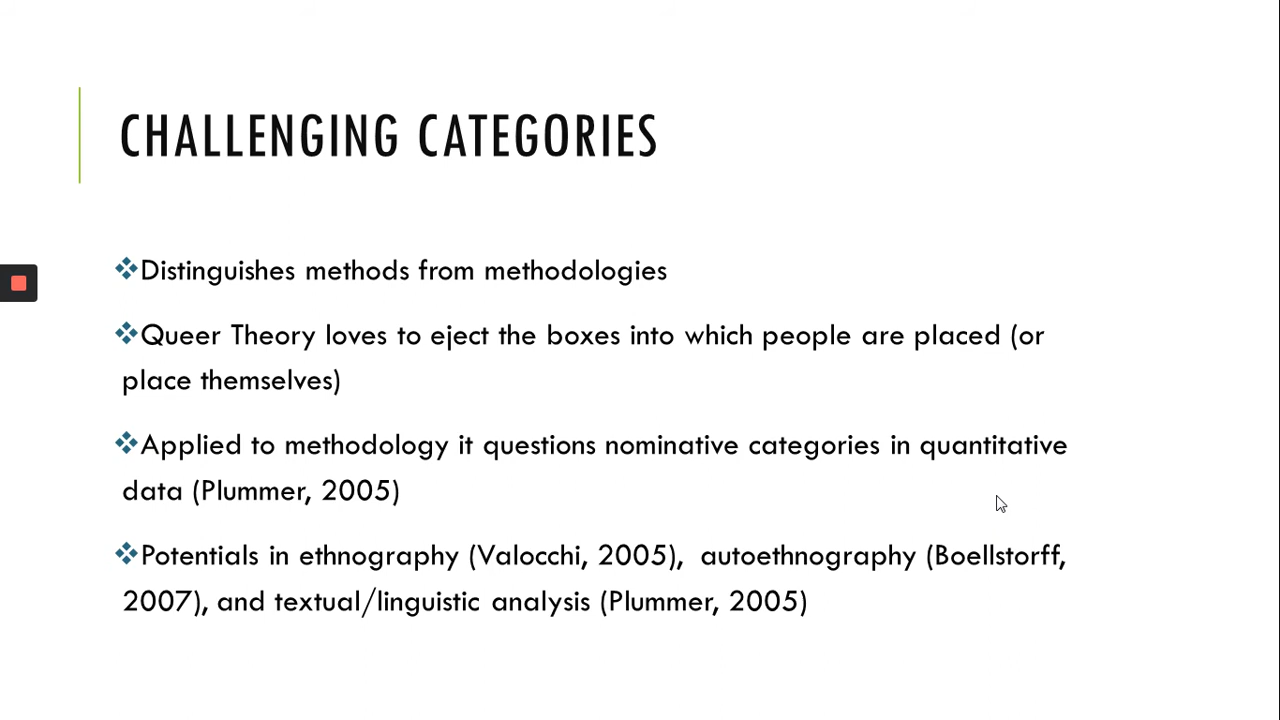 CHALLENGING CATEGORIES
❖Distinguishes methods from methodologies
❖Queer Theory loves to eject the boxes into which people are placed (or
place themselves)
❖Applied to methodology it questions nominative categories in quantitative
data (Plummer, 2005)
❖Potentials in ethnography (Valocchi, 2005),  autoethnography (Boellstorff,
2007), and textual/linguistic analysis (Plummer, 2005)